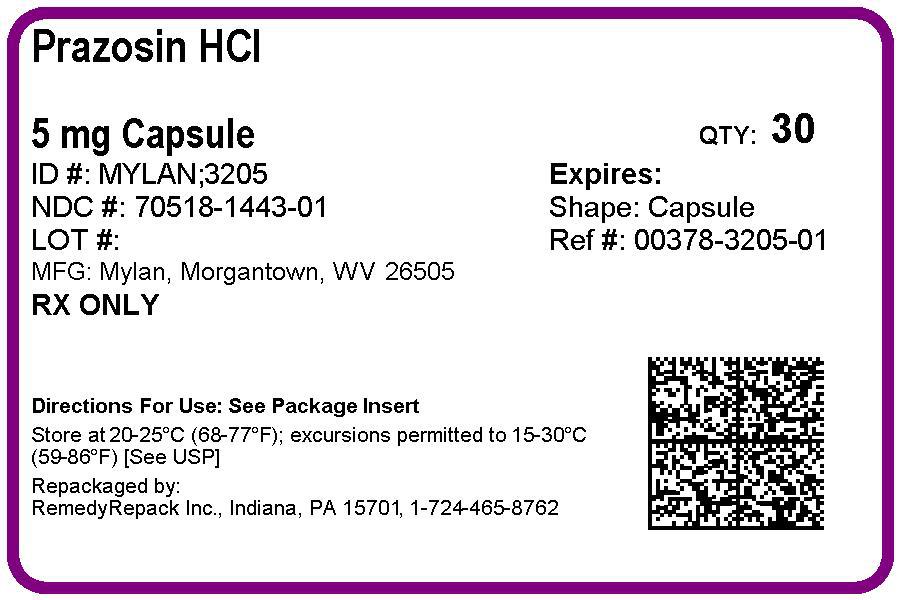 Prazosin HCl
5 mg Capsule
QTY: 30
ID #: MYLAN;3205
Expires:
NDC #: 70518-1443-01
Shape: Capsule
LOT #:
Ref #: 00378-3205-01
MFG: Mylan, Morgantown, WV 26505
RX ONLY
Directions For Use: See Package Insert
Store at 20-25°C (68-77°F); excursions permitted to 15-30°C
(59-86°F) [See USP]
Repackaged by:
RemedyRepack Inc., Indiana, PA 15701, 1-724-465-8762